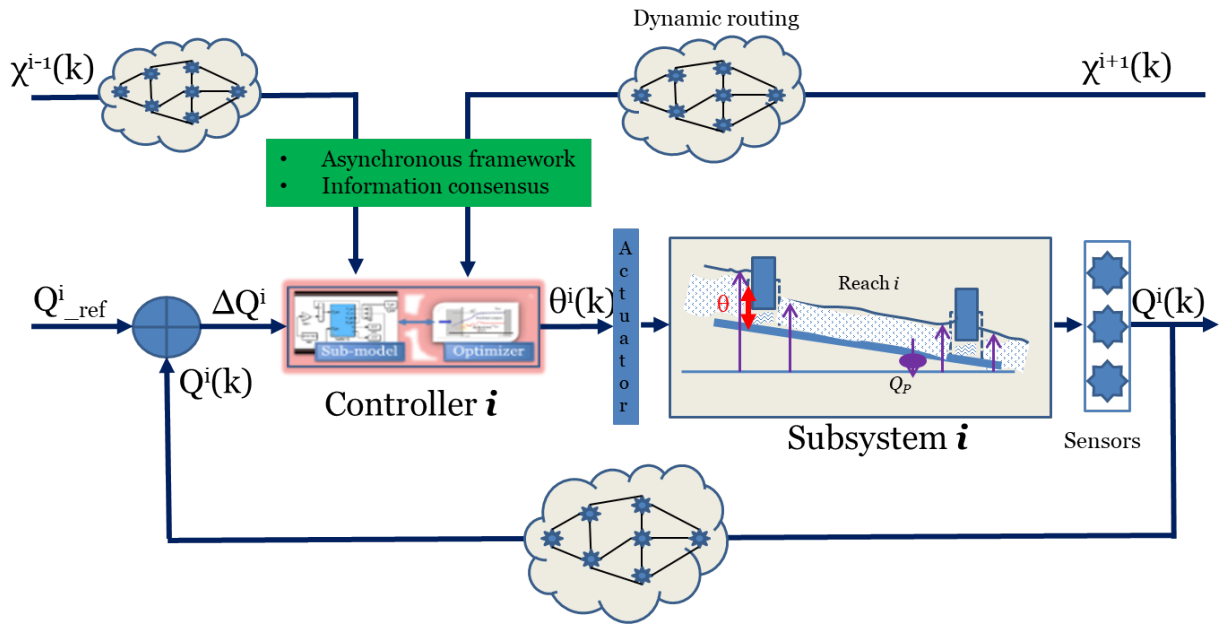 Dynamic routing
χⁱ⁻¹(k)
χⁱ⁺¹(k)
• Asynchronous framework
• Information consensus
Qⁱ_ref
ΔQⁱ
Qⁱ(k)
Sub-model
Optimizer
Controller i
θⁱ(k)
Actuator
θ
Reach i
Q_P
Subsystem i
Sensors
Qⁱ(k)